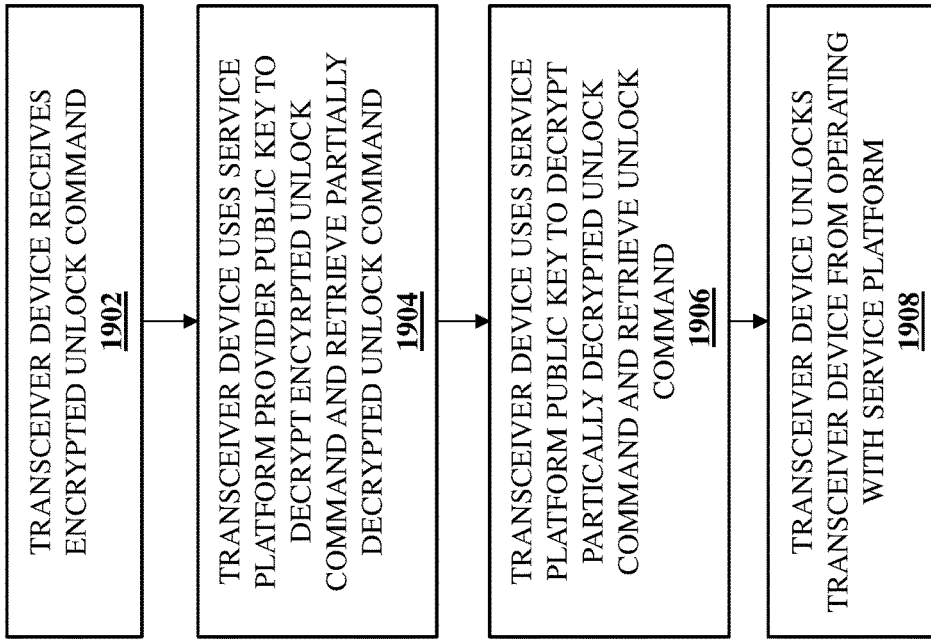 TRANSCEIVER DEVICE RECEIVES
ENCRYPTED UNLOCK COMMAND
1902
TRANSCEIVER DEVICE USES SERVICE
PLATFORM PROVIDER PUBLIC KEY TO
DECRYPT ENCYRPTED UNLOCK
COMMAND AND RETRIEVE PARTIALLY
DECRYPTED UNLOCK COMMAND
1904
TRANSCEIVER DEVICE USES SERVICE
PLATFORM PUBLIC KEY TO DECRYPT
PARTICALLY DECRYPTED UNLOCK
COMMAND AND RETRIEVE UNLOCK
COMMAND
1906
TRANSCEIVER DEVICE UNLOCKS
TRANSCEIVER DEVICE FROM OPERATING
WITH SERVICE PLATFORM
1908